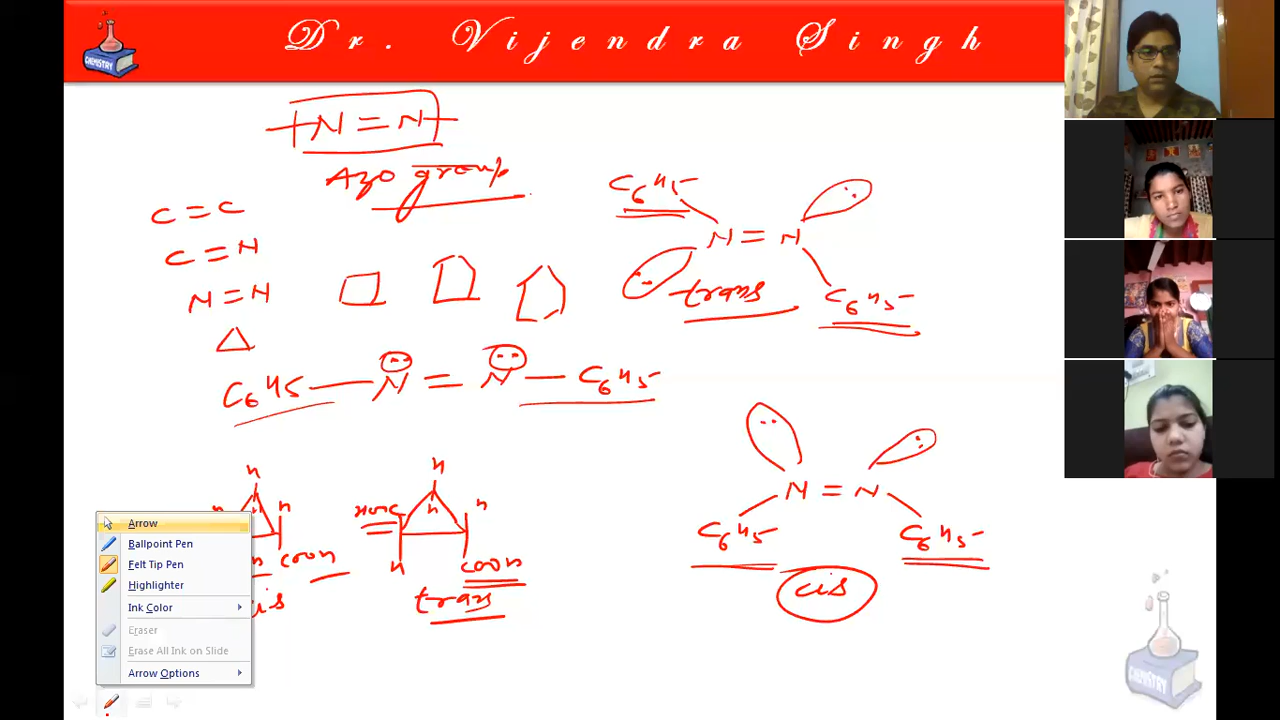 Dr. Vijendra Singh
CHEMISTRY
N = N
Azo group
C = C
C = N
N = N
C6H5 N = N C6H5
trans
C6H5 — N = N — C6H5
H
H
H
COOH
H
HOOC
H
H
H
COOH
trans
N = N
C6H5
C6H5
cis
Arrow
Ballpoint Pen
Felt Tip Pen
Highlighter
Ink Color
Eraser
Erase All Ink on Slide
Arrow Options